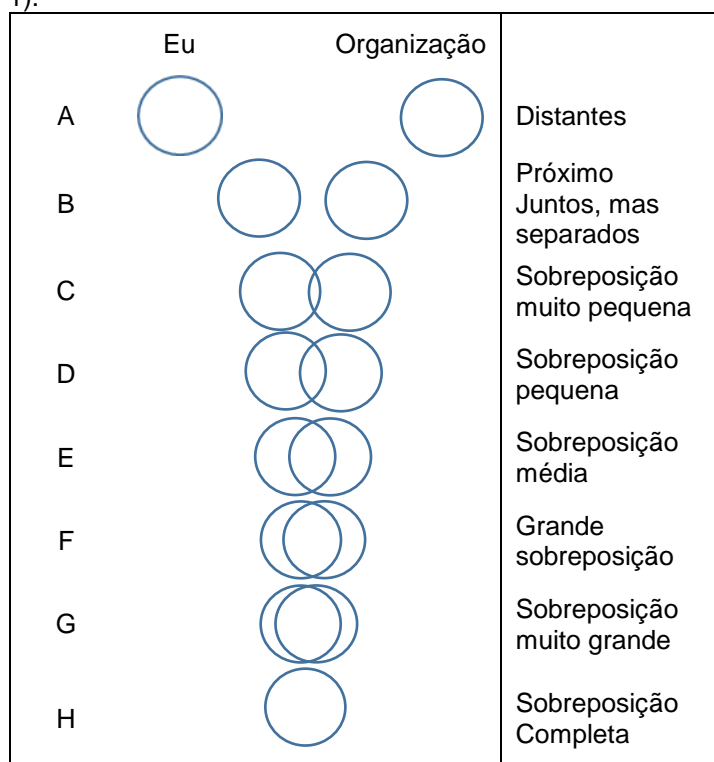 1).
Eu Organização
A Distantes
Próximo
B Juntos, mas
separados
C Sobreposição
muito pequena
D Sobreposição
pequena
E Sobreposição
média
F Grande
sobreposição
G Sobreposição
muito grande
H Sobreposição
Completa